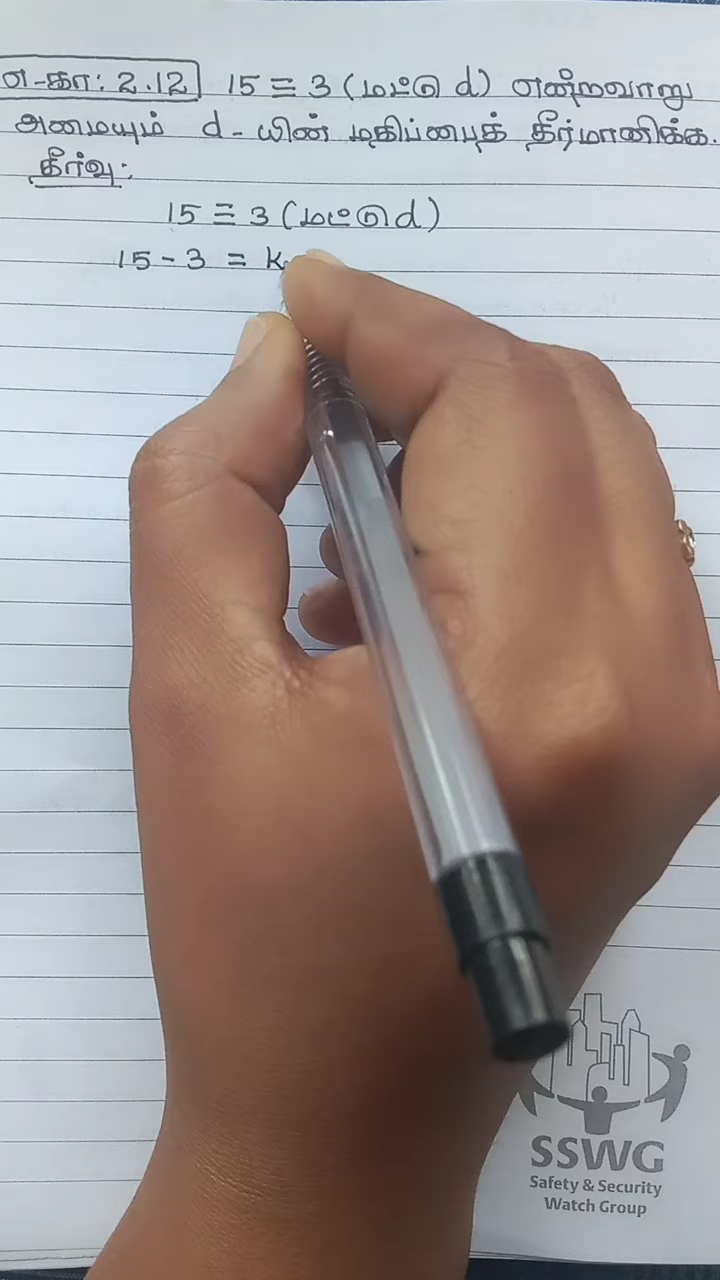 எ-கா: 2.12 15 ≡ 3 (மட்டு d) என்றவாறு
அமையும் d-யின் மதிப்பைத் தீர்மானிக்க.
தீர்வு:
15 ≡ 3 (மட்டு d)
15 - 3 = k
SSWG
Safety & Security
Watch Group